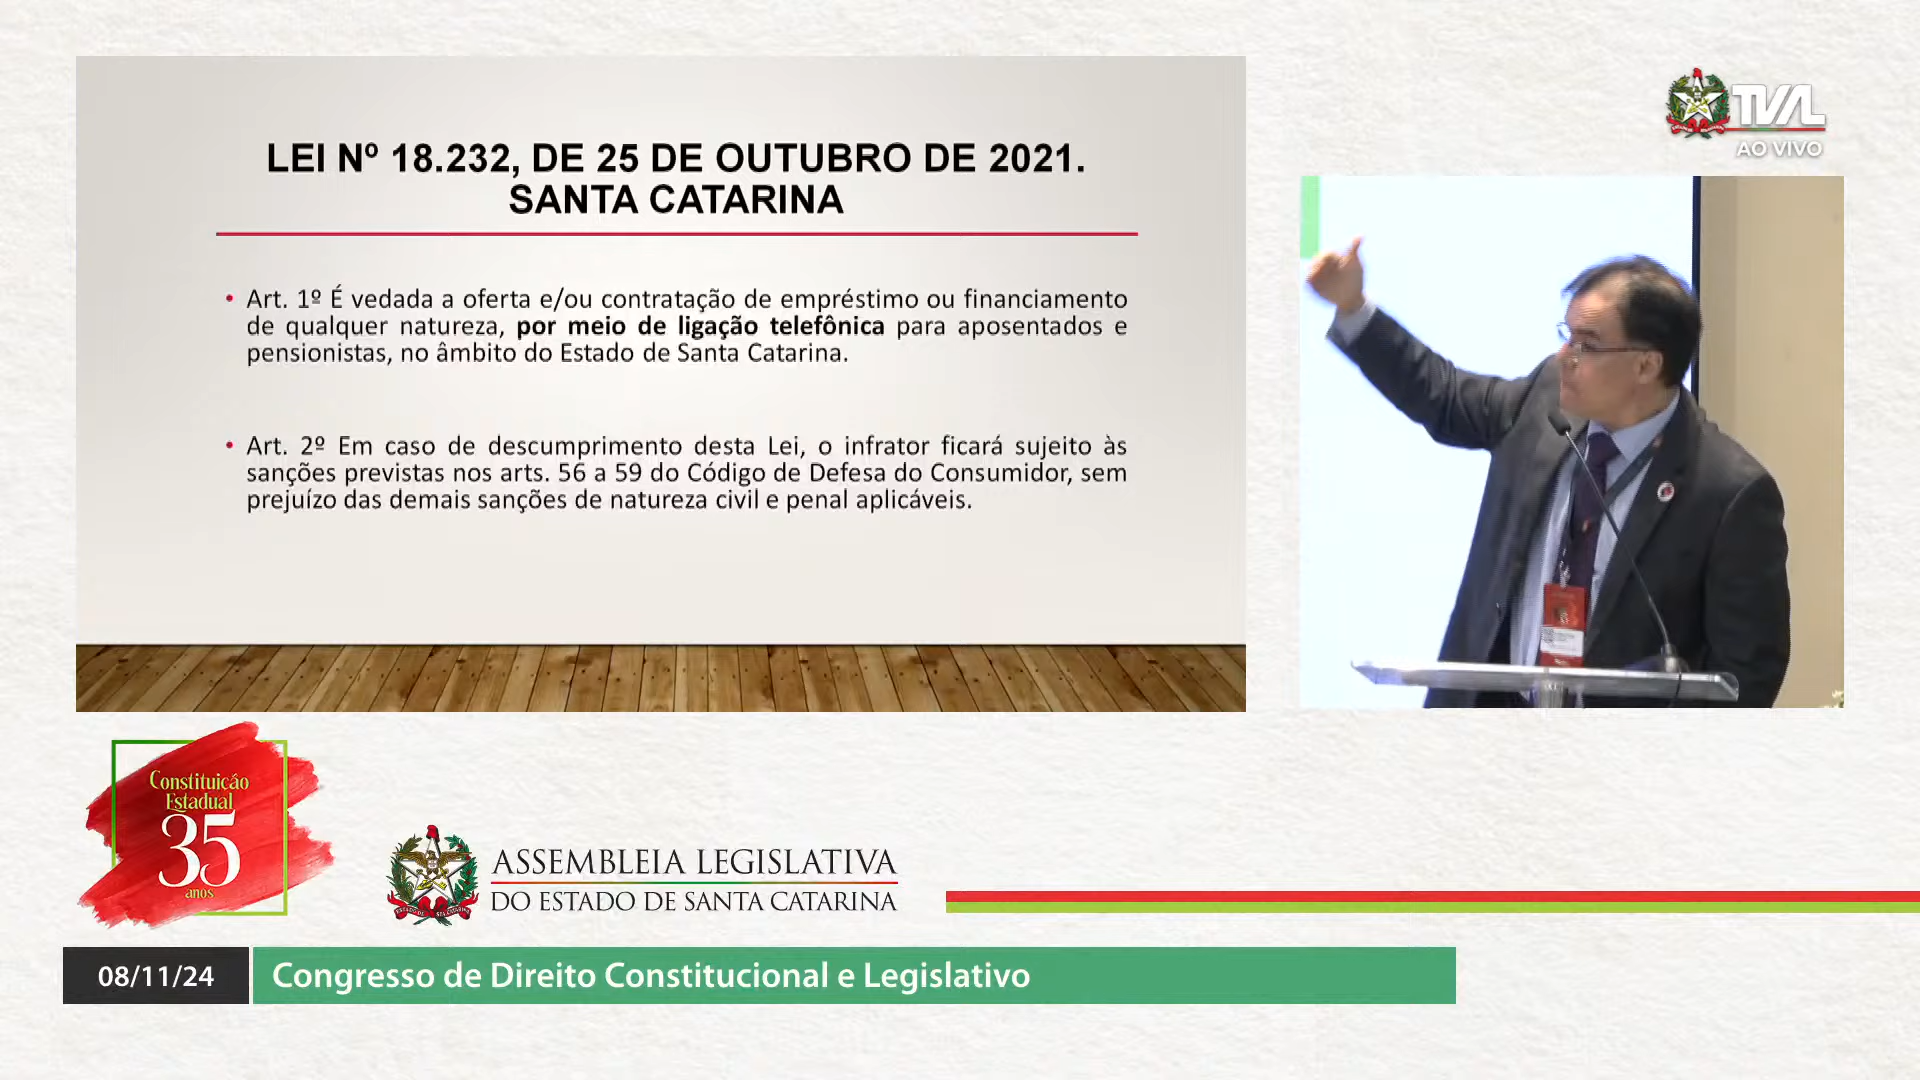 LEI Nº 18.232, DE 25 DE OUTUBRO DE 2021.
SANTA CATARINA
• Art. 1º É vedada a oferta e/ou contratação de empréstimo ou financiamento
de qualquer natureza, por meio de ligação telefônica para aposentados e
pensionistas, no âmbito do Estado de Santa Catarina.
• Art. 2º Em caso de descumprimento desta Lei, o infrator ficará sujeito às
sanções previstas nos arts. 56 a 59 do Código de Defesa do Consumidor, sem
prejuízo das demais sanções de natureza civil e penal aplicáveis.
TVAL
AO VIVO
Constituição
Estadual
35
anos
ASSEMBLEIA LEGISLATIVA
DO ESTADO DE SANTA CATARINA
08/11/24
Congresso de Direito Constitucional e Legislativo